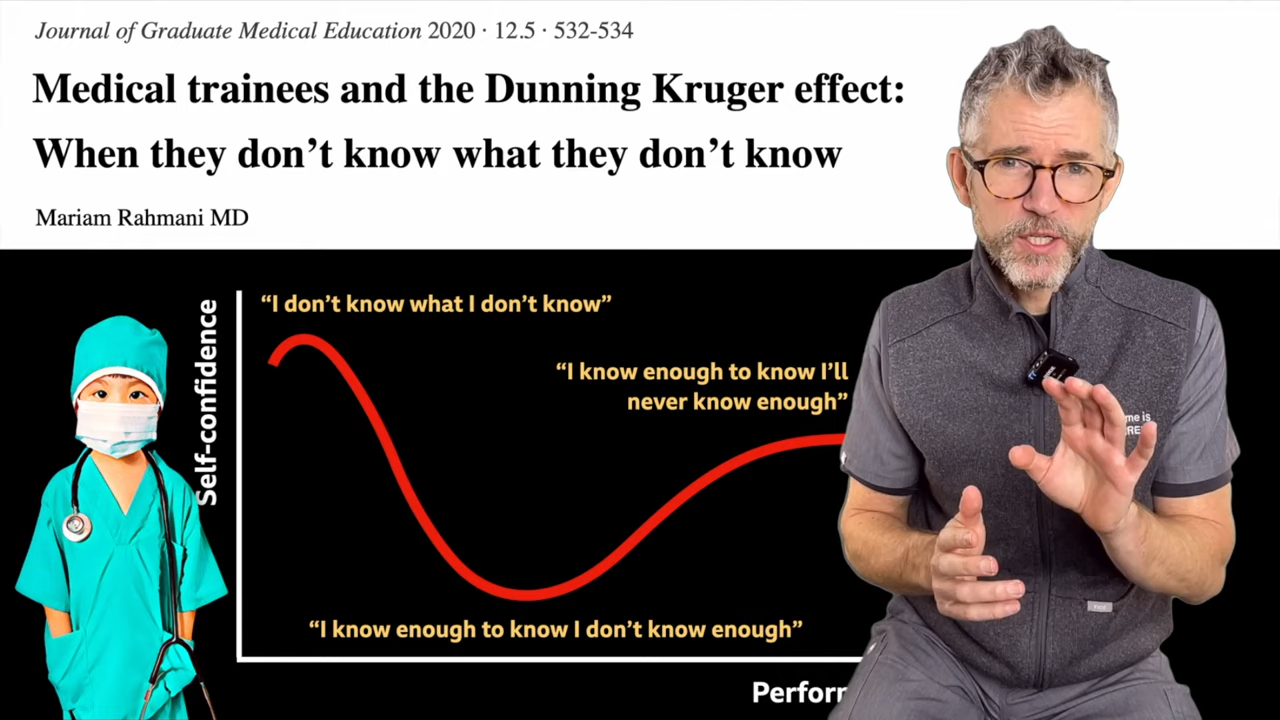 Journal of Graduate Medical Education 2020 · 12.5 · 532-534
Medical trainees and the Dunning Kruger effect:
When they don’t know what they don’t know
Mariam Rahmani MD
Self-confidence
“I don’t know what I don’t know”
“I know enough to know I’ll
never know enough”
“I know enough to know I don’t know enough”